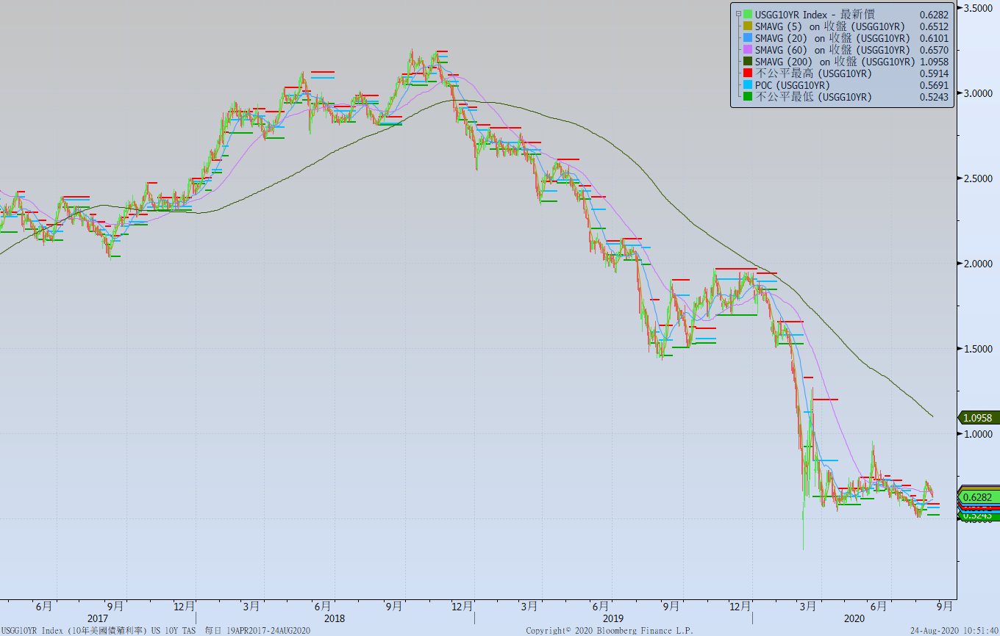 USGG10YR Index - 最新價 0.6282
SMAVG (5) on 收盤 (USGG10YR) 0.6512
SMAVG (20) on 收盤 (USGG10YR) 0.6101
SMAVG (60) on 收盤 (USGG10YR) 0.6570
SMAVG (200) on 收盤 (USGG10YR) 1.0958
不公平最高 (USGG10YR) 0.5914
POC (USGG10YR) 0.5691
不公平最低 (USGG10YR) 0.5243
3.5000
3.0000
2.5000
2.0000
1.5000
1.0958
1.0000
0.6282
0.5243
6月 9月 12月 3月 6月 9月 12月 3月 6月 9月 12月 3月 6月 9月
2017 2018 2019 2020
USGG10YR Index (10年美國債殖利率) US 10Y TAS 每日 19APR2017-24AUG2020 Copyright© 2020 Bloomberg Finance L.P. 24-Aug-2020 10:51:40